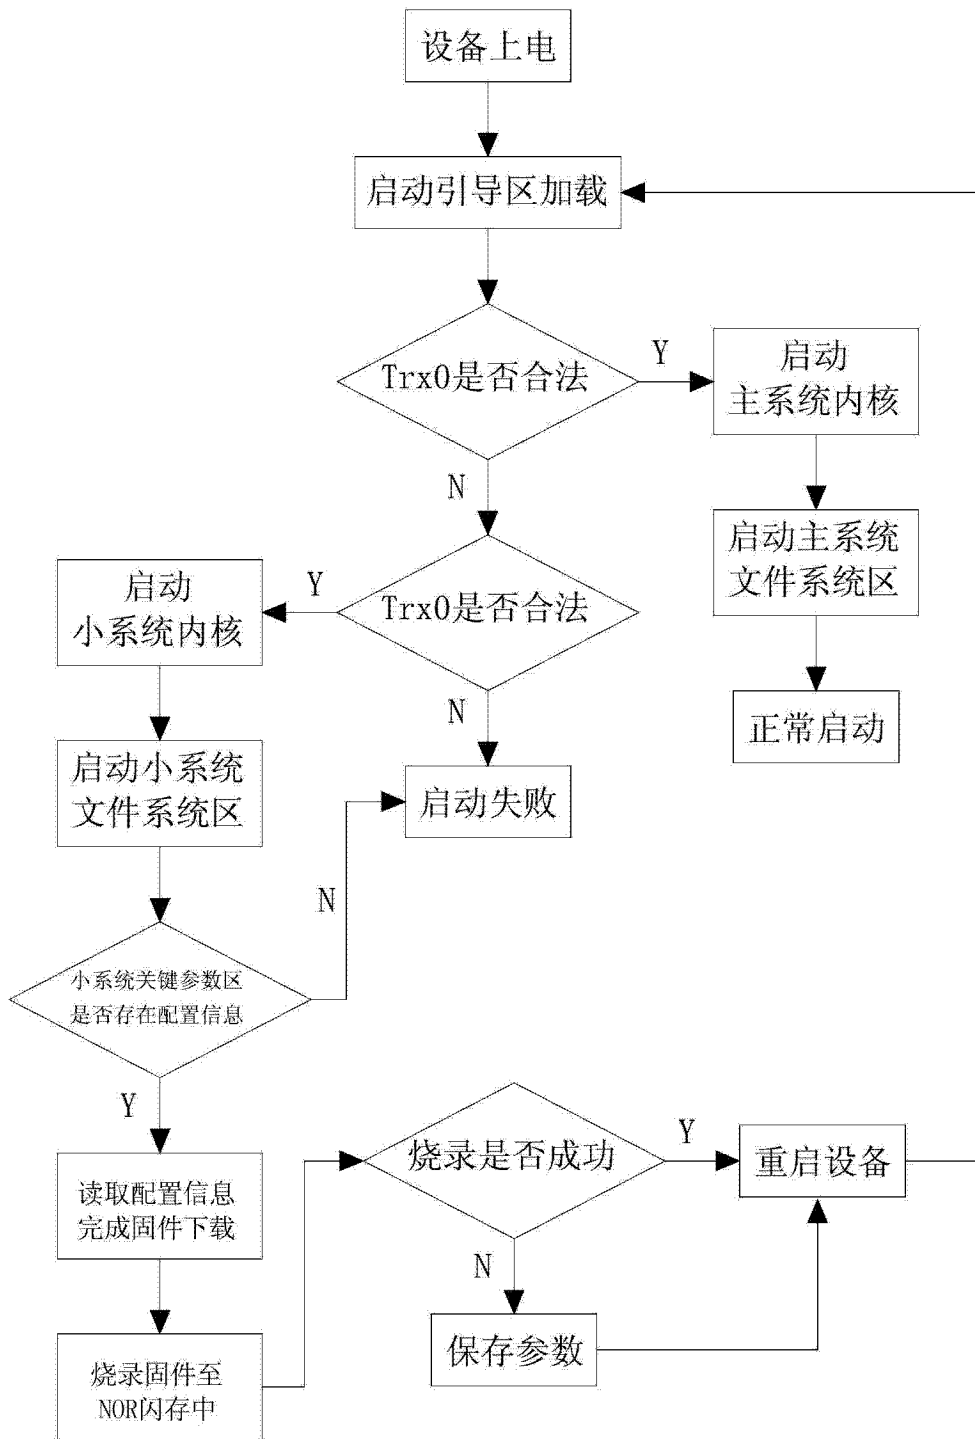 设备上电
启动引导区加载
Trx0是否合法
Y
启动
主系统内核
N
启动主系统
文件系统区
正常启动
Trx0是否合法
Y
启动
小系统内核
N
启动失败
启动小系统
文件系统区
N
小系统关键参数区
是否存在配置信息
Y
读取配置信息
完成固件下载
烧录固件至
NOR闪存中
烧录是否成功
Y
重启设备
N
保存参数